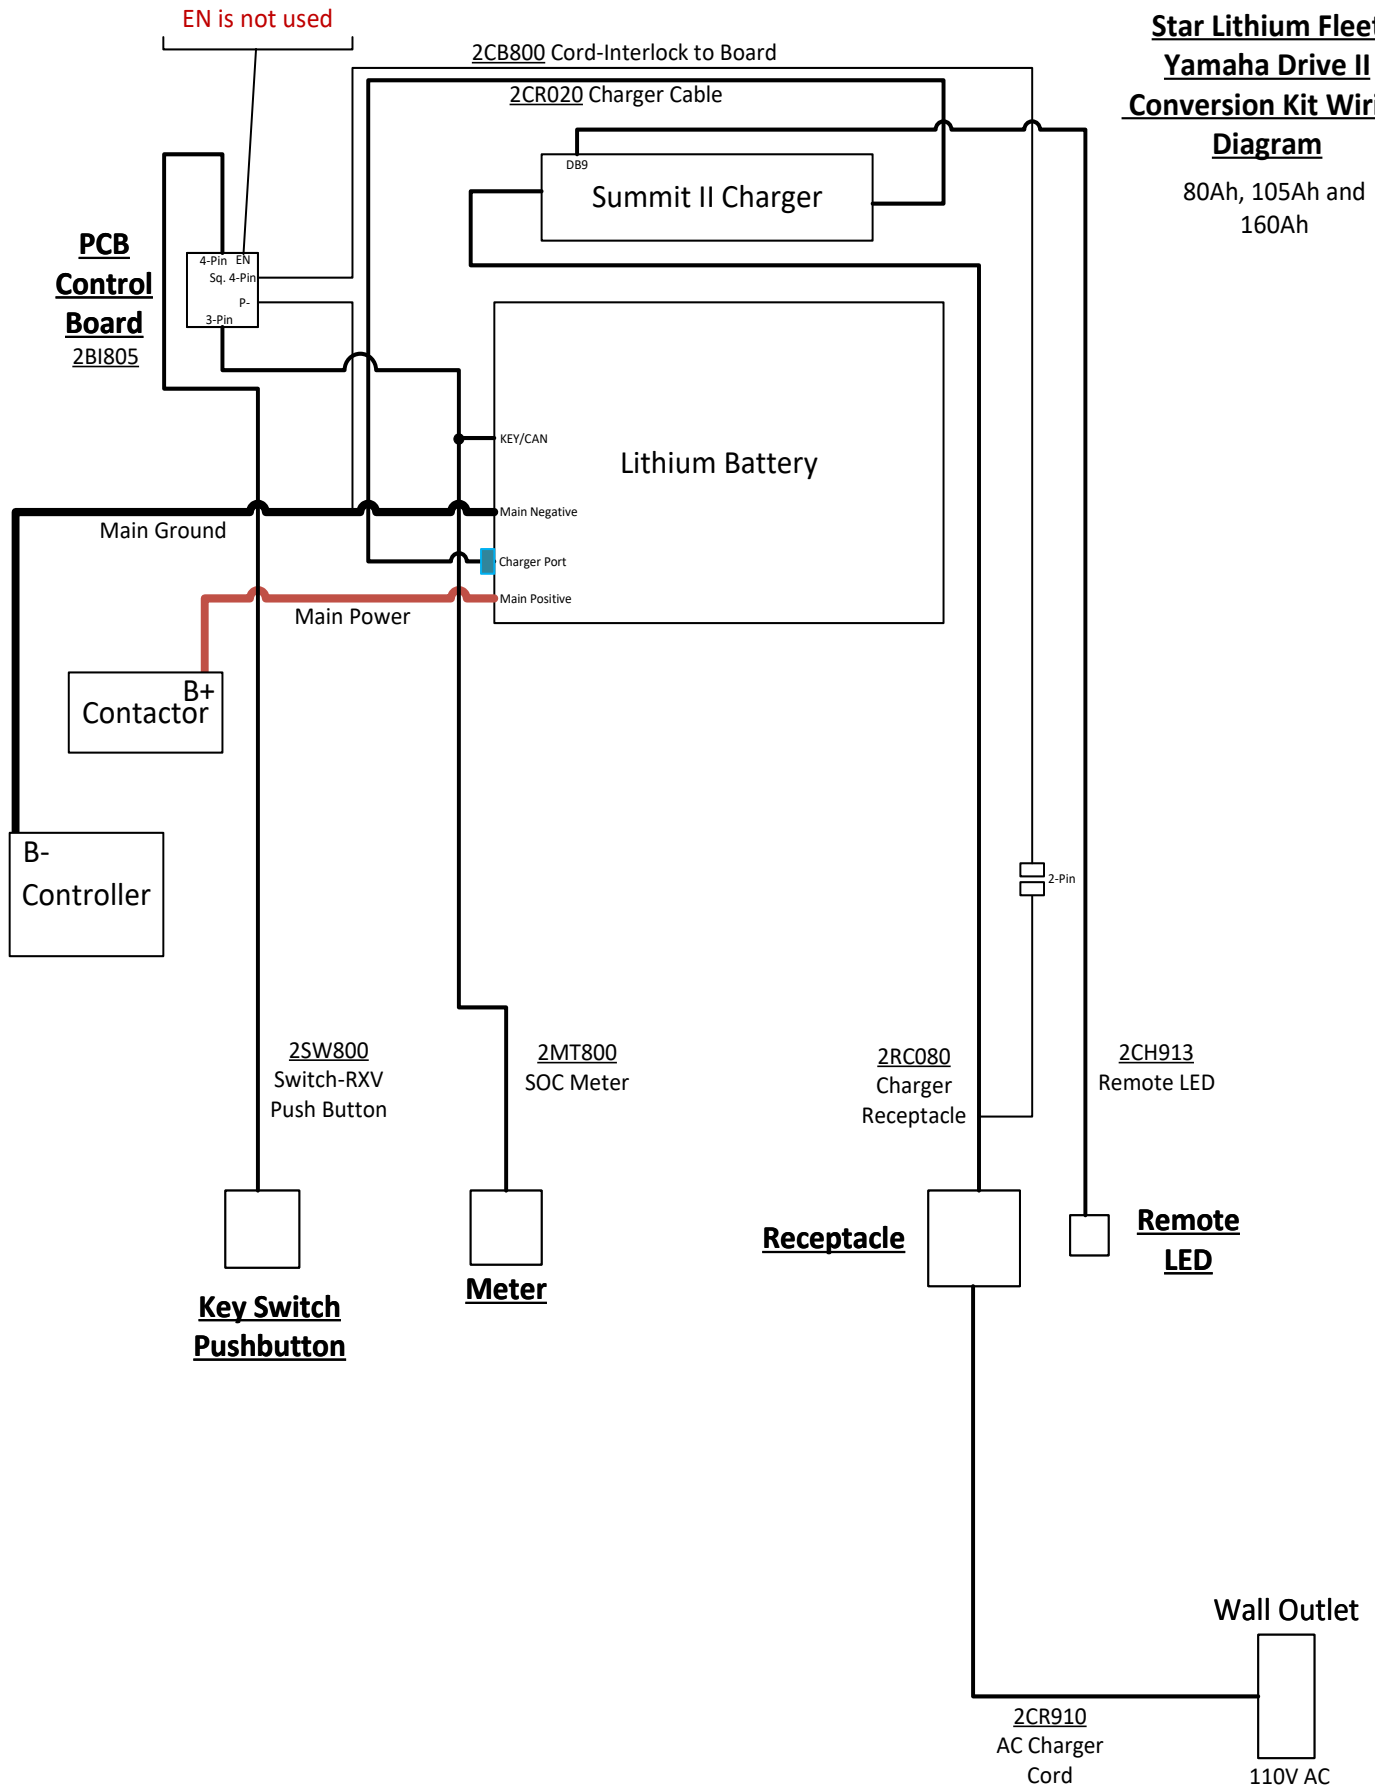 EN is not used
2CB800 Cord-Interlock to Board
2CR020 Charger Cable
Star Lithium Fleet
Yamaha Drive II
Conversion Kit Wiri
Diagram
80Ah, 105Ah and
160Ah
DB9
Summit II Charger
PCB
Control
Board
2BI805
4-Pin EN
Sq. 4-Pin
P-
3-Pin
KEY/CAN
Lithium Battery
Main Negative
Main Ground
Charger Port
Main Positive
Main Power
B+
Contactor
B-
Controller
2-Pin
2SW800
Switch-RXV
Push Button
2MT800
SOC Meter
2RC080
Charger
Receptacle
2CH913
Remote LED
Key Switch
Pushbutton
Meter
Receptacle
Remote
LED
Wall Outlet
2CR910
AC Charger
Cord
110V AC